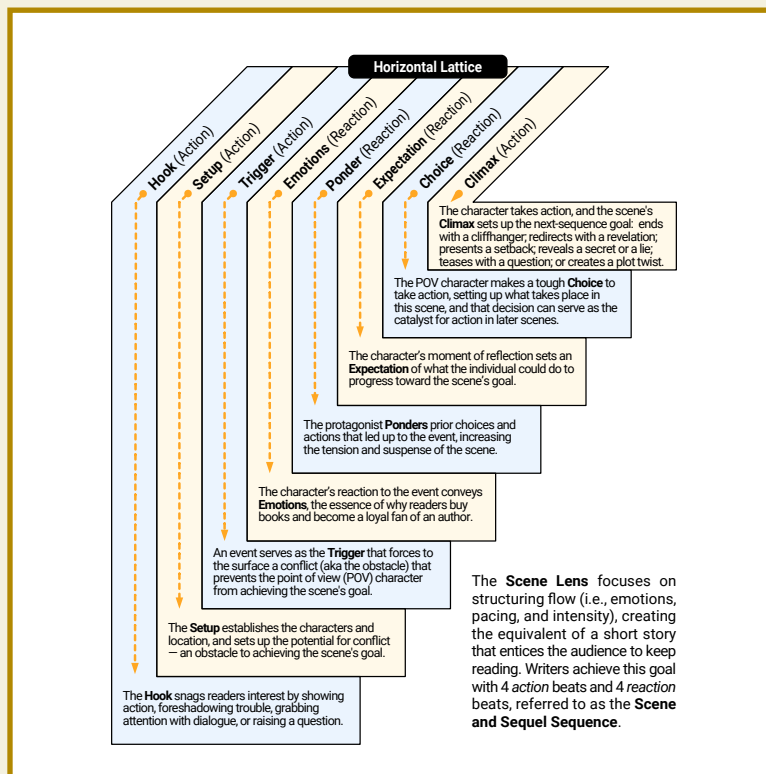 Horizontal Lattice
Hook (Action)
Setup (Action)
Trigger (Action)
Emotions (Reaction)
Ponder (Reaction)
Expectation (Reaction)
Choice (Reaction)
Climax (Action)
The character takes action, and the scene's
Climax sets up the next-sequence goal: ends
with a cliffhanger; redirects with a revelation;
presents a setback; reveals a secret or a lie;
teases with a question; or creates a plot twist.
The POV character makes a tough Choice to
take action, setting up what takes place in
this scene, and that decision can serve as the
catalyst for action in later scenes.
The character's moment of reflection sets an
Expectation of what the individual could do to
progress toward the scene's goal.
The protagonist Ponders prior choices and
actions that led up to the event, increasing
the tension and suspense of the scene.
The character's reaction to the event conveys
Emotions, the essence of why readers buy
books and become a loyal fan of an author.
An event serves as the Trigger that forces to
the surface a conflict (aka the obstacle) that
prevents the point of view (POV) character
from achieving the scene's goal.
The Setup establishes the characters and
location, and sets up the potential for conflict
— an obstacle to achieving the scene's goal.
The Hook snags readers interest by showing
action, foreshadowing trouble, grabbing
attention with dialogue, or raising a question.
The Scene Lens focuses on
structuring flow (i.e., emotions,
pacing, and intensity), creating
the equivalent of a short story
that entices the audience to keep
reading. Writers achieve this goal
with 4 action beats and 4 reaction
beats, referred to as the Scene
and Sequel Sequence.